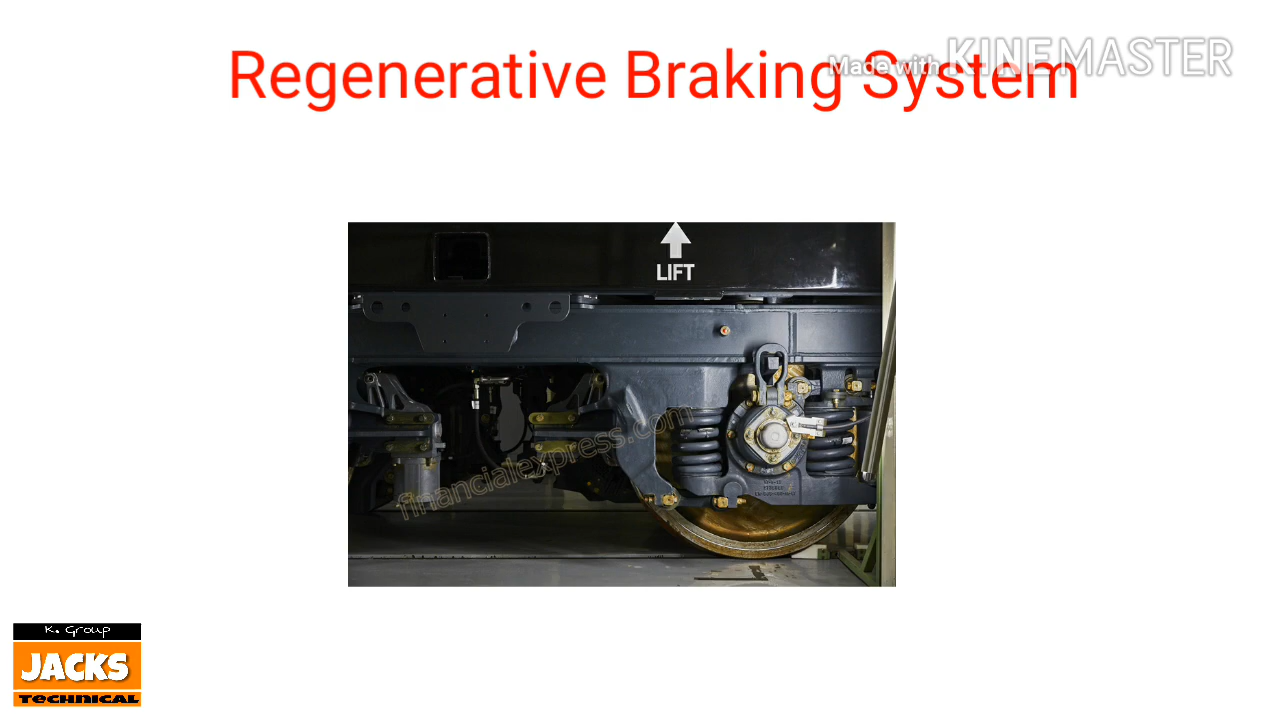 Regenerative Braking System
Made with KINEMASTER
LIFT
financialexpress.com
K. Group
JACKS
TECHNICAL